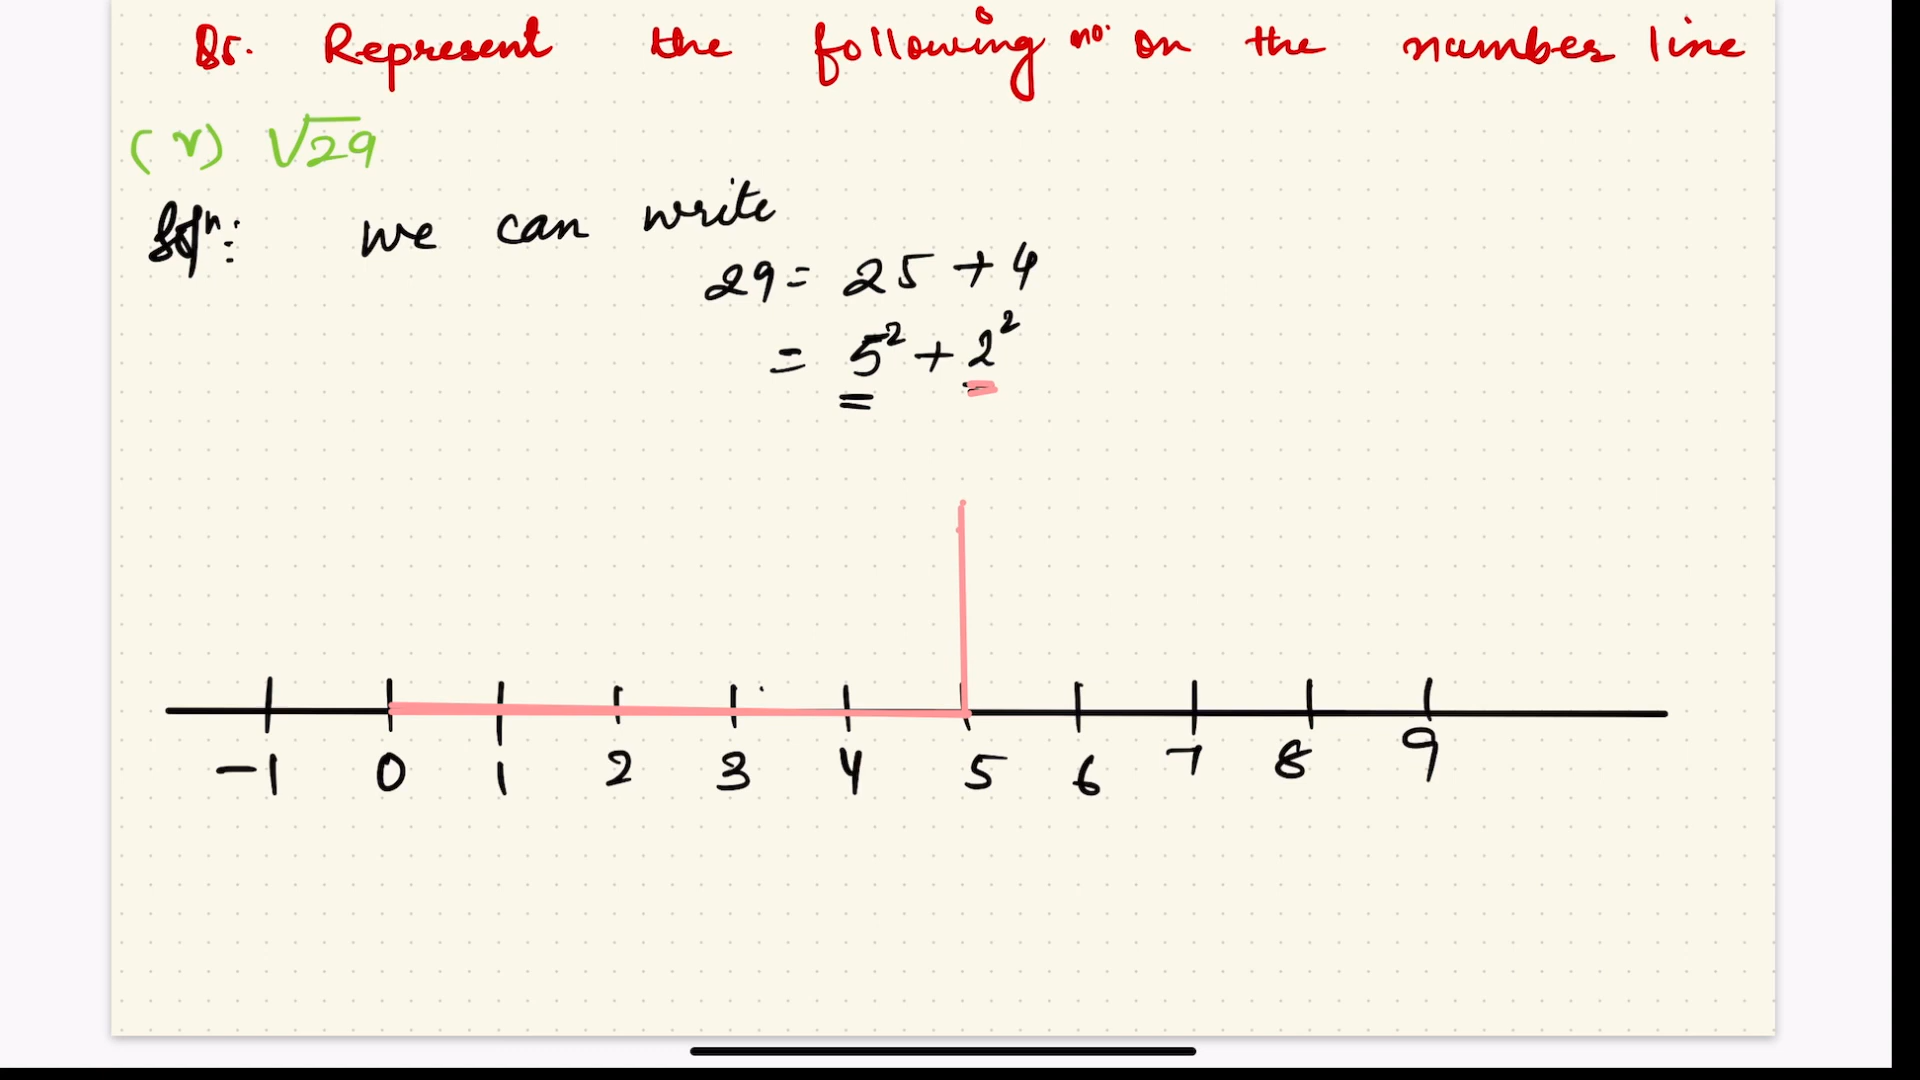 Q5. Represent the following no. on the number line
(v) √29
Solⁿ: we can write
29 = 25 + 4
= 5² + 2²
-1 0 1 2 3 4 5 6 7 8 9